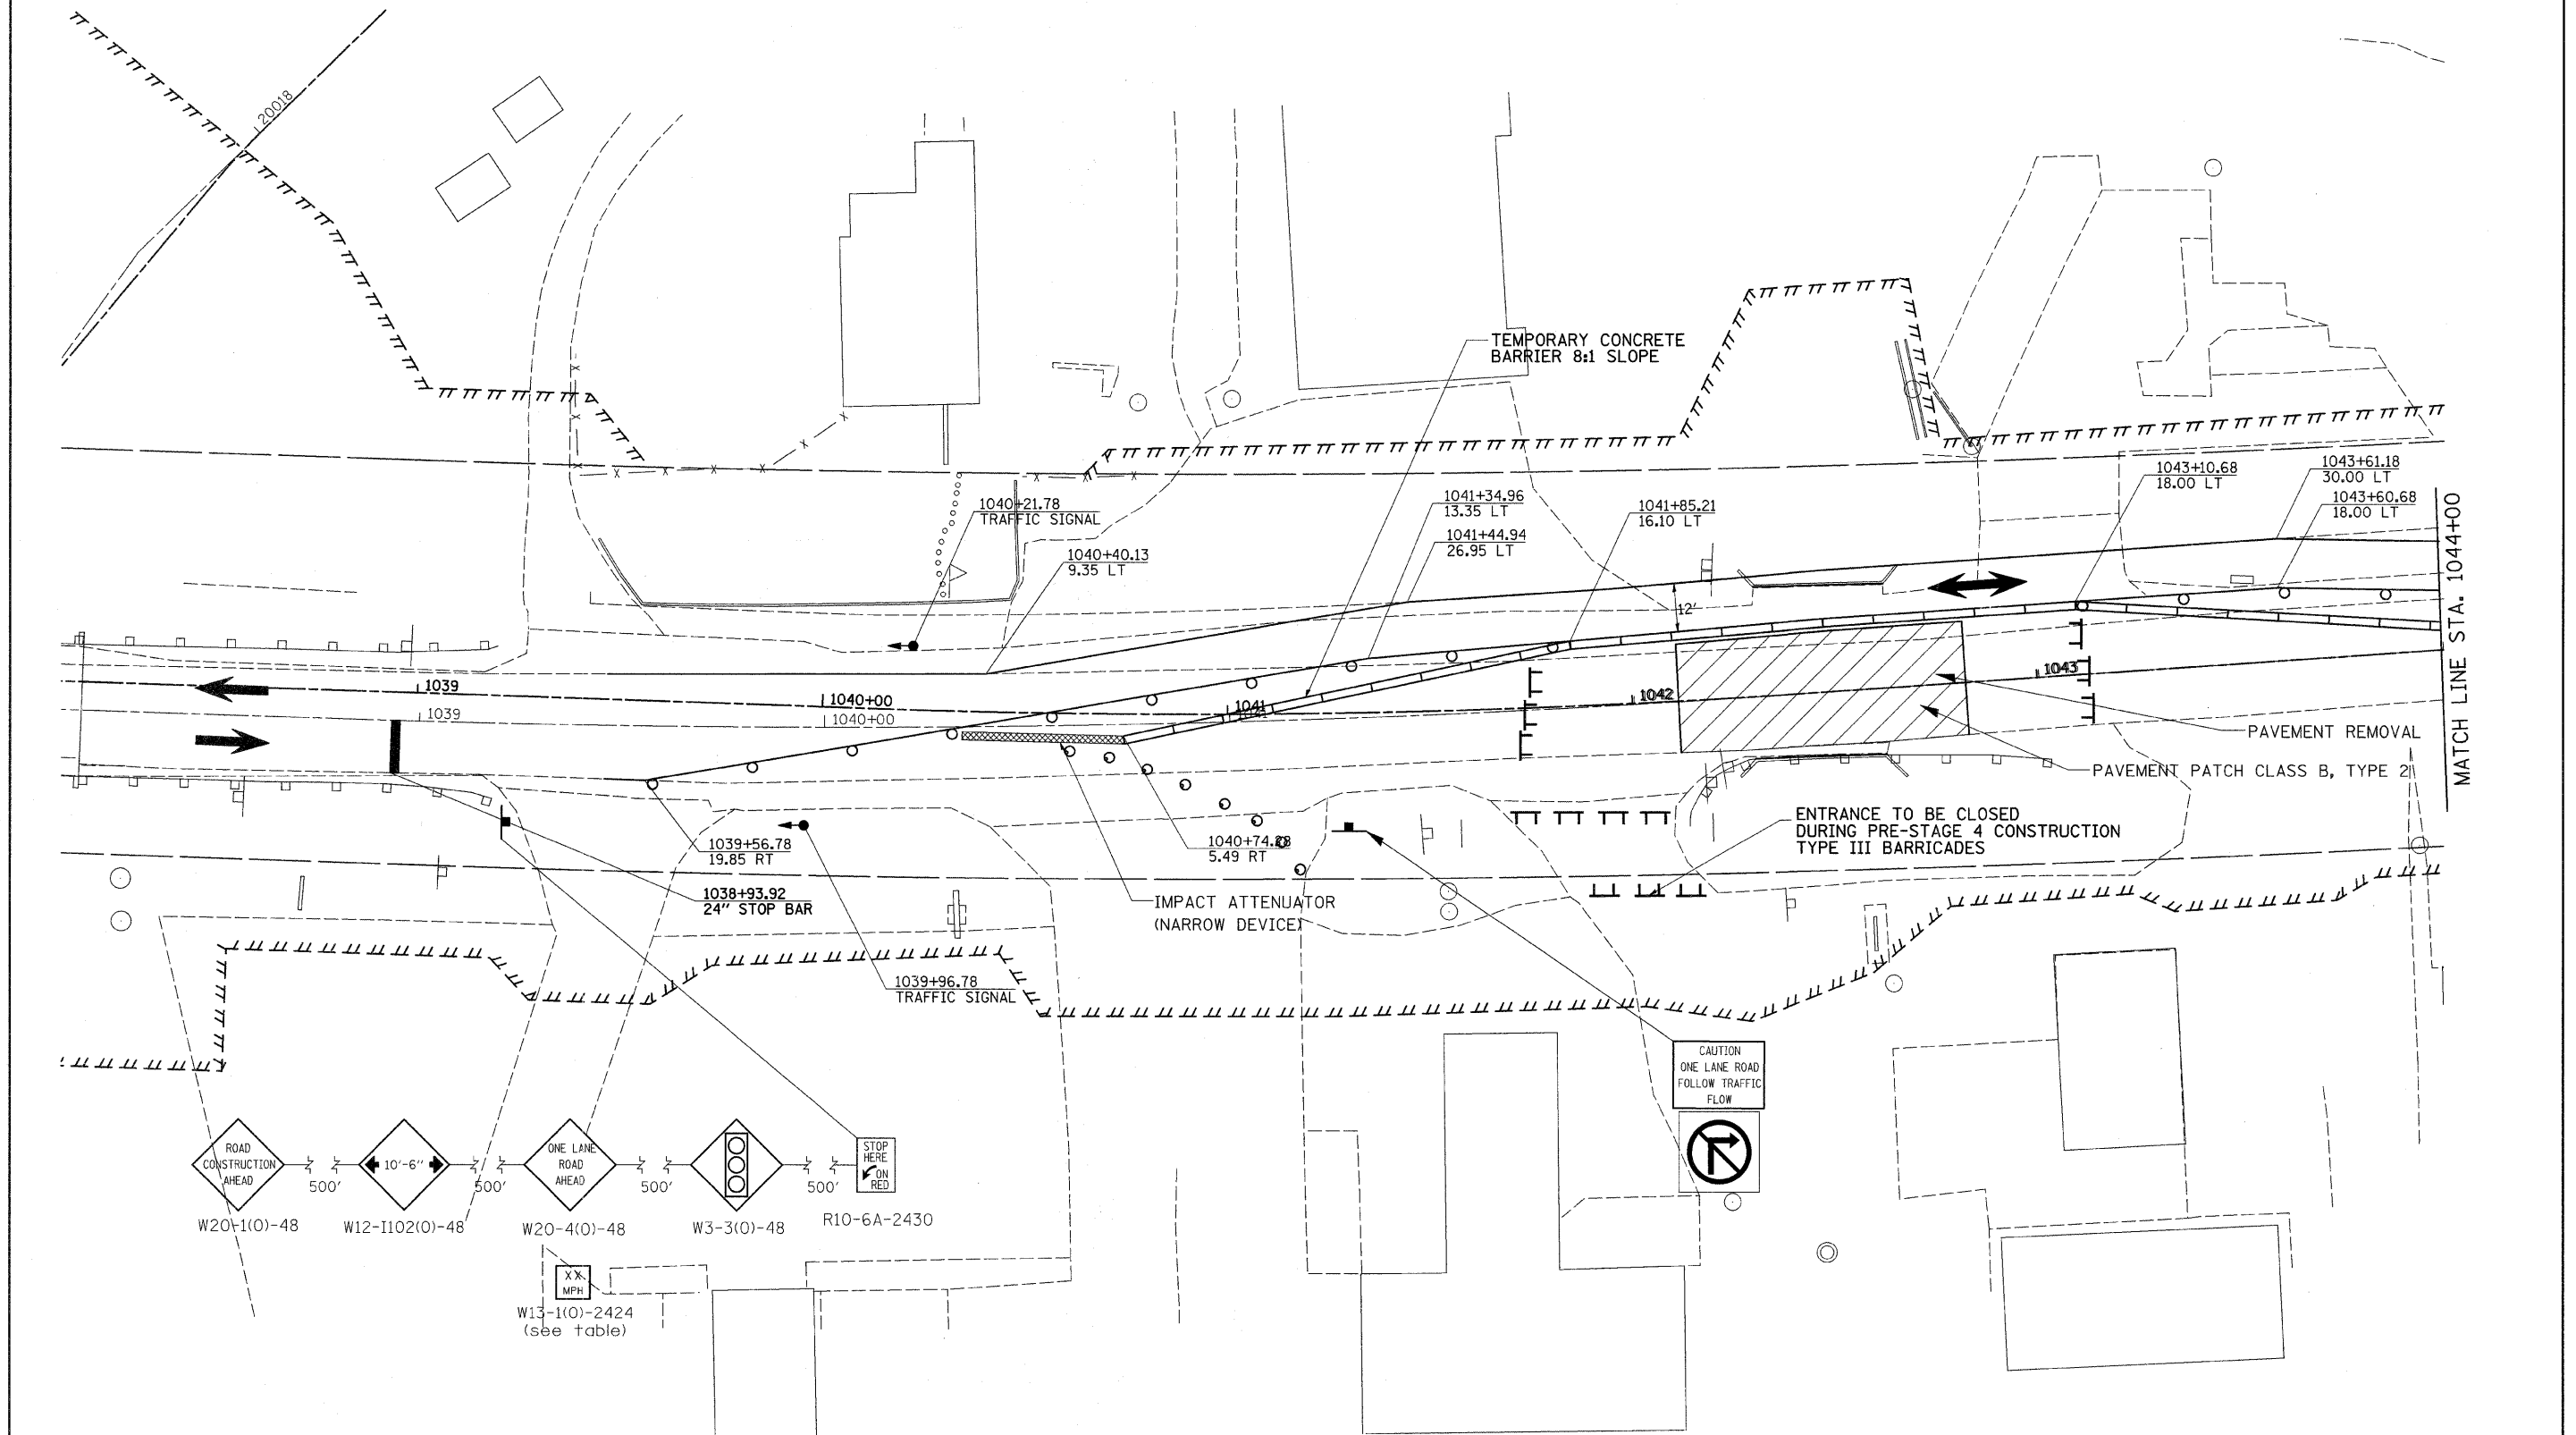 20018
TEMPORARY CONCRETE
BARRIER 8:1 SLOPE
1043+10.68
18.00 LT
1043+61.18
30.00 LT
1043+60.68
18.00 LT
1040+21.78
TRAFFIC SIGNAL
1041+34.96
13.35 LT
1041+85.21
16.10 LT
1041+44.94
26.95 LT
1040+40.13
9.35 LT
12'
MATCH LINE STA. 1044+00
1039
1040+00
1041
1042
1043
1039
1040+00
PAVEMENT REMOVAL
PAVEMENT PATCH CLASS B, TYPE 2
ENTRANCE TO BE CLOSED
DURING PRE-STAGE 4 CONSTRUCTION
TYPE III BARRICADES
1039+56.78
19.85 RT
5.49 RT
1038+93.92
24" STOP BAR
IMPACT ATTENUATOR
(NARROW DEVICE)
1039+96.78
TRAFFIC SIGNAL
CAUTION
ONE LANE ROAD
FOLLOW TRAFFIC
FLOW
ROAD
CONSTRUCTION
AHEAD
10'-6"
ONE LANE
ROAD
AHEAD
STOP
HERE
ON
RED
500'
500'
500'
500'
W20-1(O)-48
W12-I102(O)-48
W20-4(O)-48
W3-3(O)-48
R10-6A-2430
XX
MPH
W13-1(O)-2424
(see table)